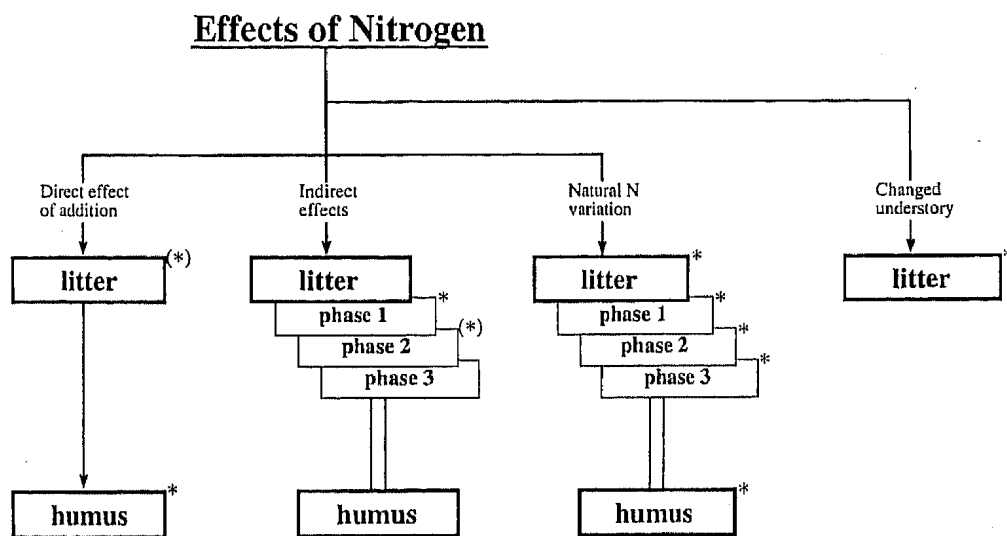 Effects of Nitrogen
Direct effect
of addition
Indirect
effects
Natural N
variation
Changed
understory
litter (*)
litter
litter *
litter *
phase 1 *
phase 2 (*)
phase 3
phase 1 *
phase 2 *
phase 3 *
humus *
humus
humus *